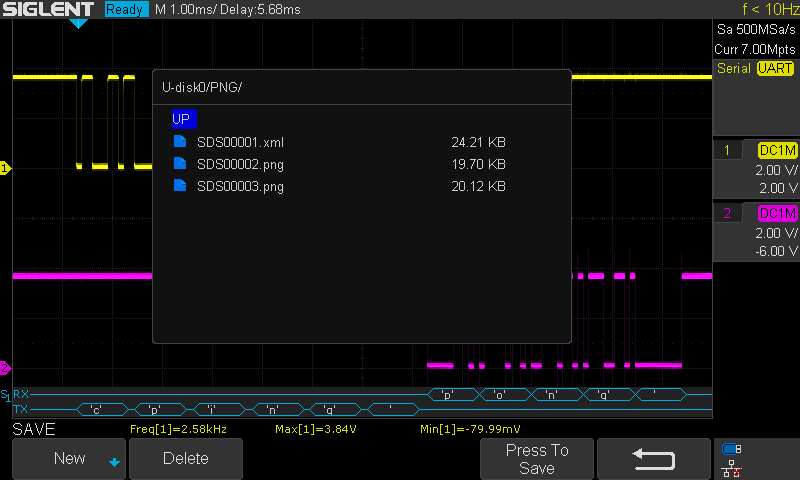 SIGLENT Ready M 1.00ms/ Delay:5.68ms f < 10Hz
Sa 500MSa/s
Curr 7.00Mpts
Serial UART
U-disk0/PNG/
UP
SDS00001.xml 24.21 KB
SDS00002.png 19.70 KB
SDS00003.png 20.12 KB
1 DC1M
2.00 V/
2.00 V
2 DC1M
2.00 V/
-6.00 V
1
2
S1 RX 'p' 'o' 'n' 'g' '
TX 'c' 'p' 'i' 'n' 'g' '
SAVE Freq[1]=2.58kHz Max[1]=3.84V Min[1]=-79.99mV
New Delete Press To
Save